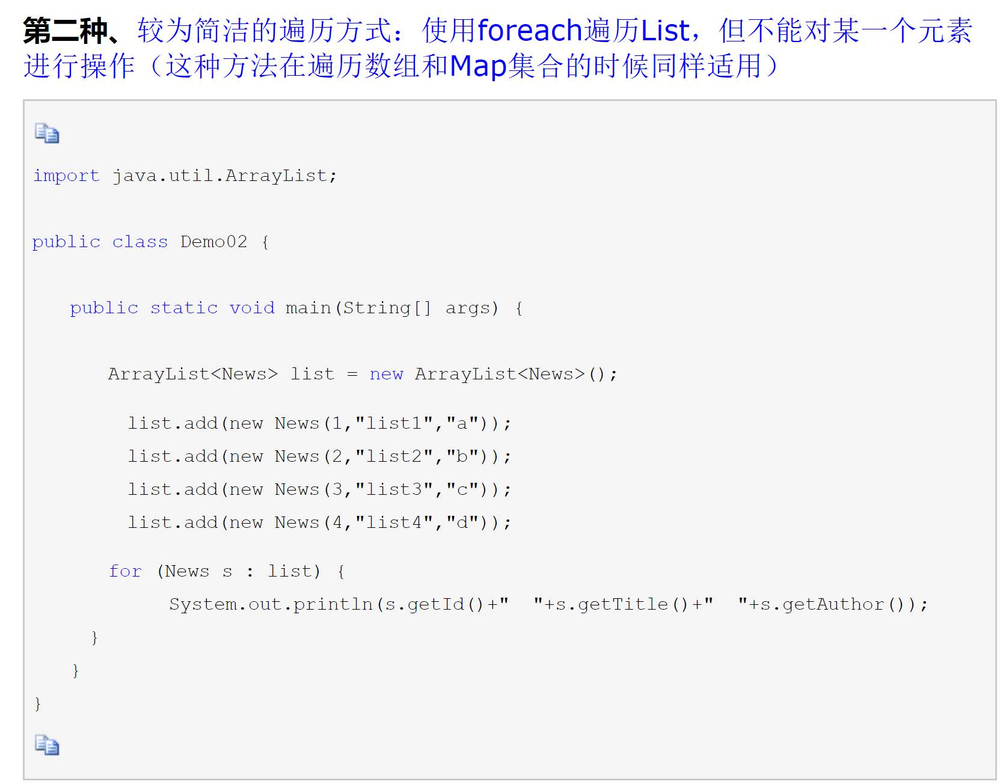 第二种、较为简洁的遍历方式：使用foreach遍历List，但不能对某一个元素
进行操作（这种方法在遍历数组和Map集合的时候同样适用）
import java.util.ArrayList;
public class Demo02 {
public static void main(String[] args) {
ArrayList<News> list = new ArrayList<News>();
list.add(new News(1,"list1","a"));
list.add(new News(2,"list2","b"));
list.add(new News(3,"list3","c"));
list.add(new News(4,"list4","d"));
for (News s : list) {
System.out.println(s.getId()+"  "+s.getTitle()+"  "+s.getAuthor());
}
}
}